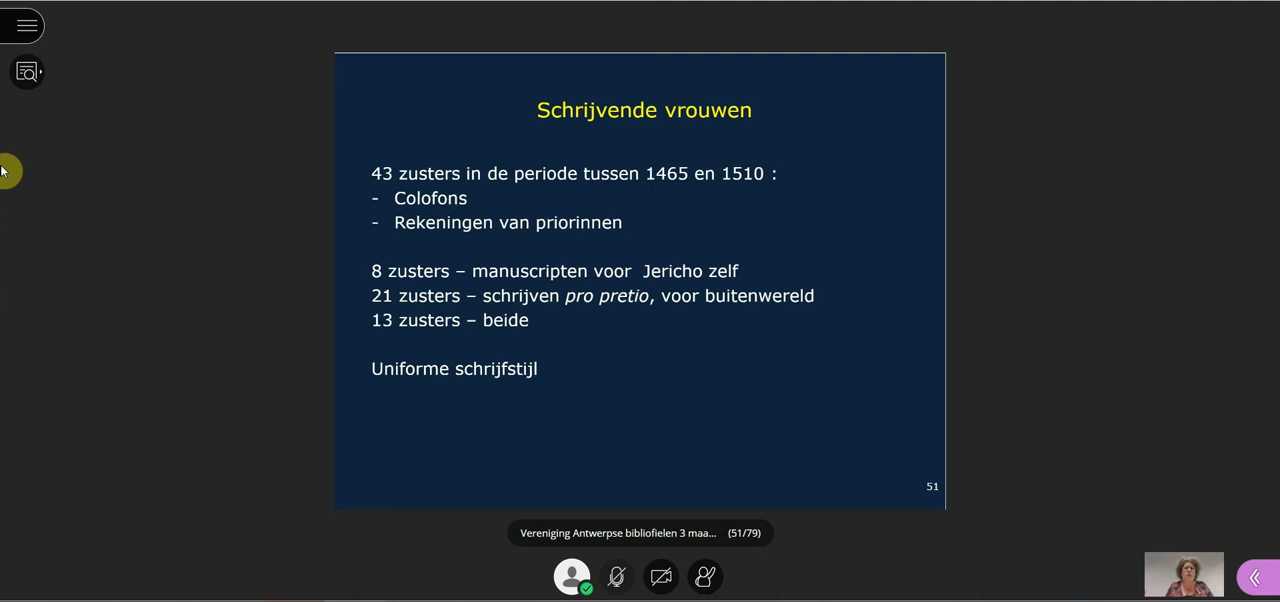 Schrijvende vrouwen
43 zusters in de periode tussen 1465 en 1510 :
- Colofons
- Rekeningen van priorinnen
8 zusters – manuscripten voor Jericho zelf
21 zusters – schrijven pro pretio, voor buitenwereld
13 zusters – beide
Uniforme schrijfstijl
51
Vereniging Antwerpse bibliofielen 3 maa... (51/79)